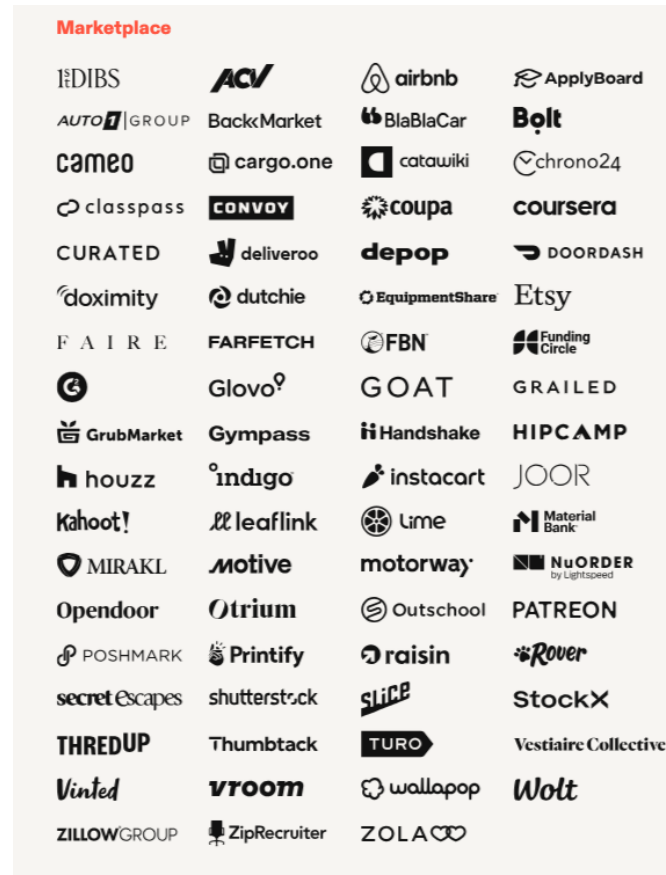 Marketplace
1stDIBS ACV airbnb ApplyBoard
AUTO1 GROUP BackMarket BlaBlaCar Bolt
cameo cargo.one catawiki chrono24
classpass CONVOY coupa coursera
CURATED deliveroo depop DOORDASH
doximity dutchie EquipmentShare Etsy
FAIRE FARFETCH FBN Funding Circle
G2 Glovo GOAT GRAILED
GrubMarket Gympass Handshake HIPCAMP
houzz indigo instacart JOOR
Kahoot! leaflink Lime Material Bank
MIRAKL motive motorway NuORDER by Lightspeed
Opendoor Otrium Outschool PATREON
POSHMARK Printify raisin Rover
secret escapes shutterstock SLICE StockX
THREDUP Thumbtack TURO Vestiaire Collective
Vinted vroom wallapop Wolt
ZILLOW GROUP ZipRecruiter ZOLA